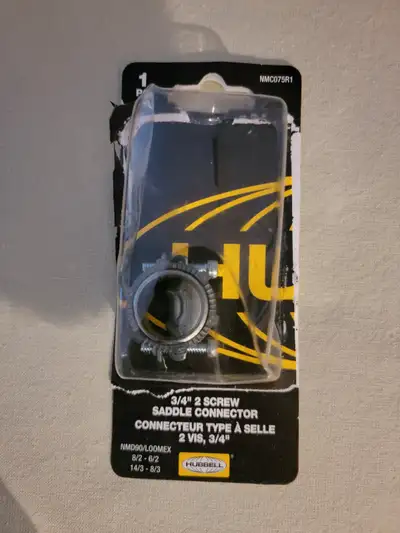 1
NMC075R1
HU
3/4" 2 SCREW
SADDLE CONNECTOR
CONNECTEUR TYPE À SELLE
2 VIS, 3/4"
NMD90/LOOMEX
8/2 - 6/2
14/3 - 8/3
HUBBELL®